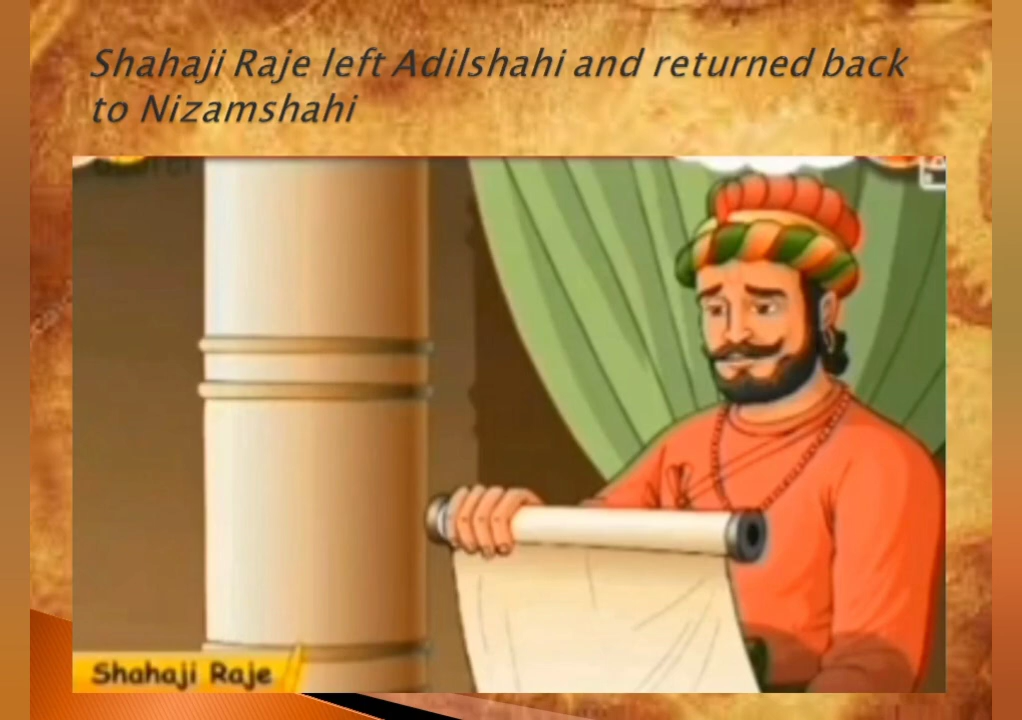 Shahaji Raje left Adilshahi and returned back
to Nizamshahi
Shahaji Raje